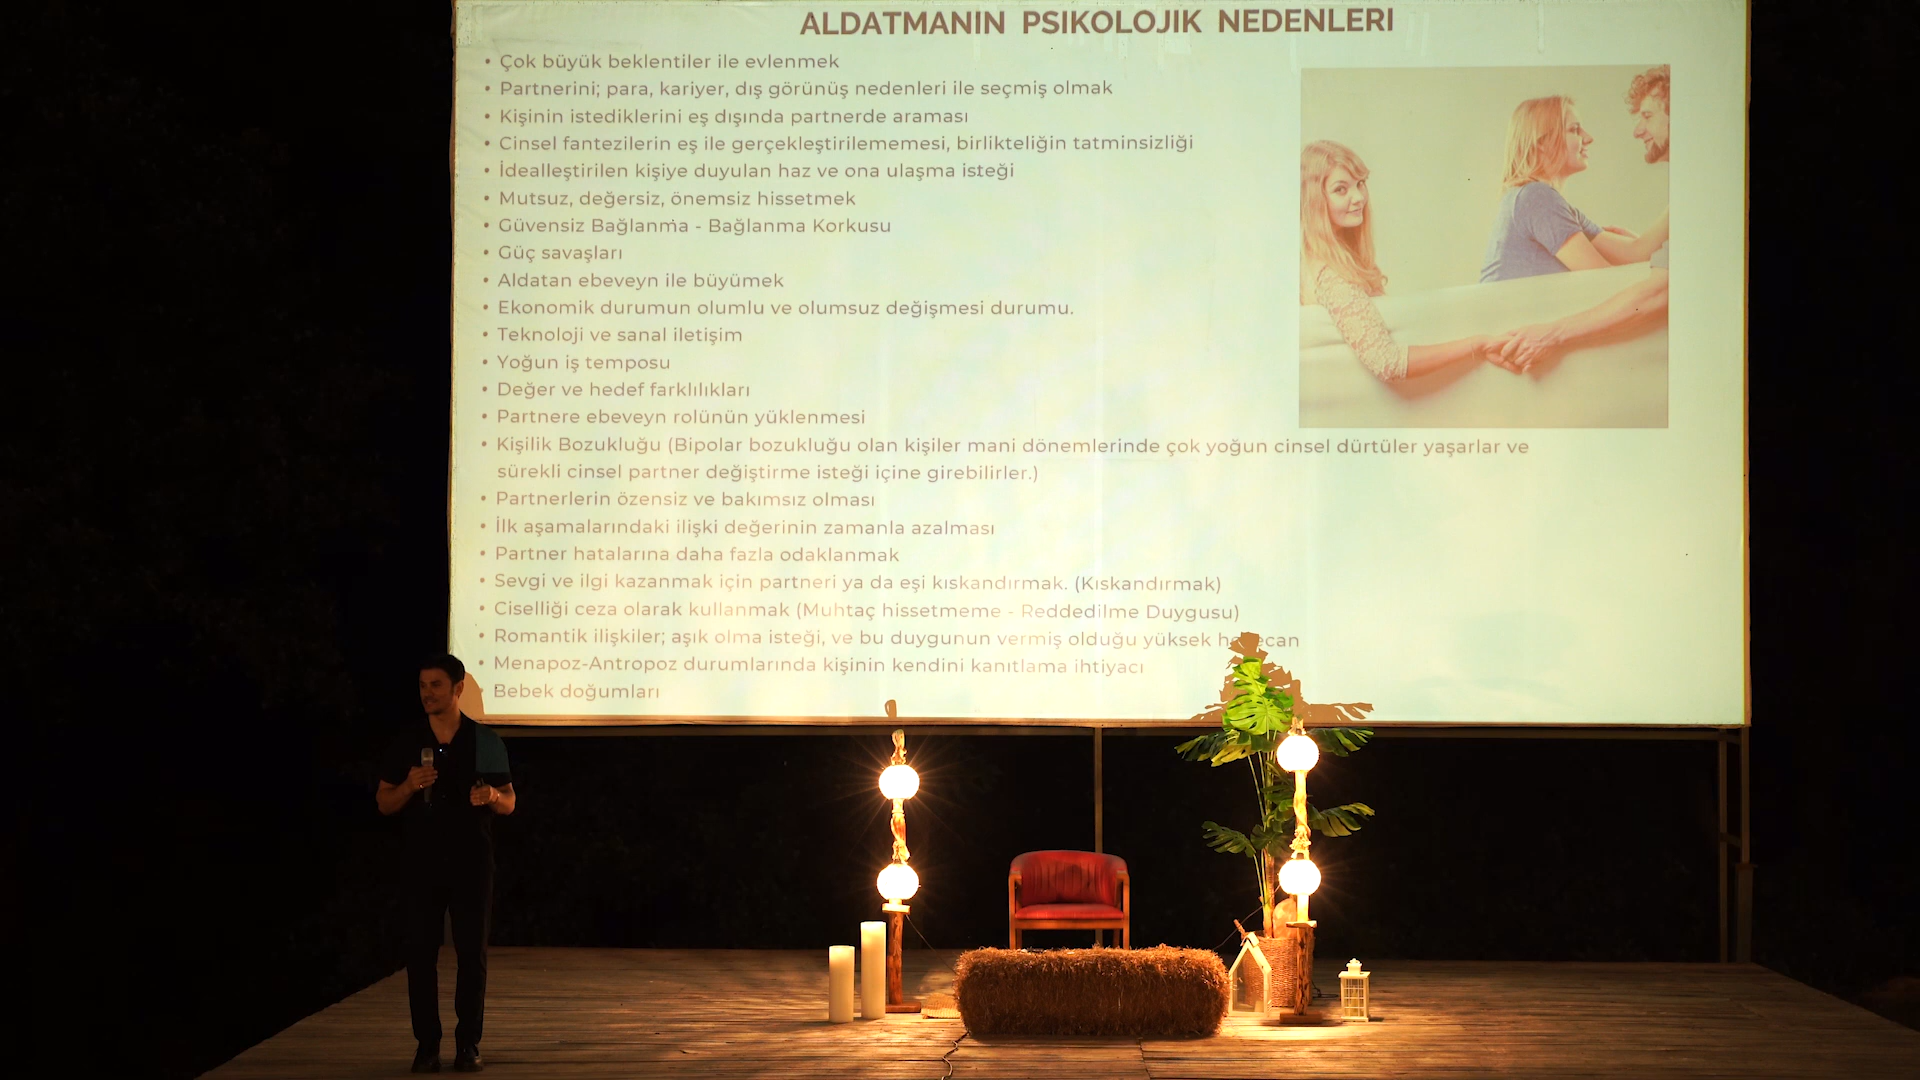 ALDATMANIN PSIKOLOJIK NEDENLERI
• Çok büyük beklentiler ile evlenmek
• Partnerini; para, kariyer, dış görünüş nedenleri ile seçmiş olmak
• Kişinin istediklerini eş dışında partnerde araması
• Cinsel fantezilerin eş ile gerçekleştirilememesi, birlikteliğin tatminsizliği
• İdealleştirilen kişiye duyulan haz ve ona ulaşma isteği
• Mutsuz, değersiz, önemsiz hissetmek
• Güvensiz Bağlanma - Bağlanma Korkusu
• Güç savaşları
• Aldatan ebeveyn ile büyümek
• Ekonomik durumun olumlu ve olumsuz değişmesi durumu.
• Teknoloji ve sanal iletişim
• Yoğun iş temposu
• Değer ve hedef farklılıkları
• Partnere ebeveyn rolünün yüklenmesi
• Kişilik Bozukluğu (Bipolar bozukluğu olan kişiler mani dönemlerinde çok yoğun cinsel dürtüler yaşarlar ve
sürekli cinsel partner değiştirme isteği içine girebilirler.)
• Partnerlerin özensiz ve bakımsız olması
• İlk aşamalarındaki ilişki değerinin zamanla azalması
• Partner hatalarına daha fazla odaklanmak
• Sevgi ve ilgi kazanmak için partneri ya da eşi kıskandırmak. (Kıskandırmak)
• Ciselliği ceza olarak kullanmak (Muhtaç hissetmeme - Reddedilme Duygusu)
• Romantik ilişkiler; aşık olma isteği, ve bu duygunun vermiş olduğu yüksek
• Menapoz-Antropoz durumlarında kişinin kendini kanıtlama ihtiyacı
• Bebek doğumları